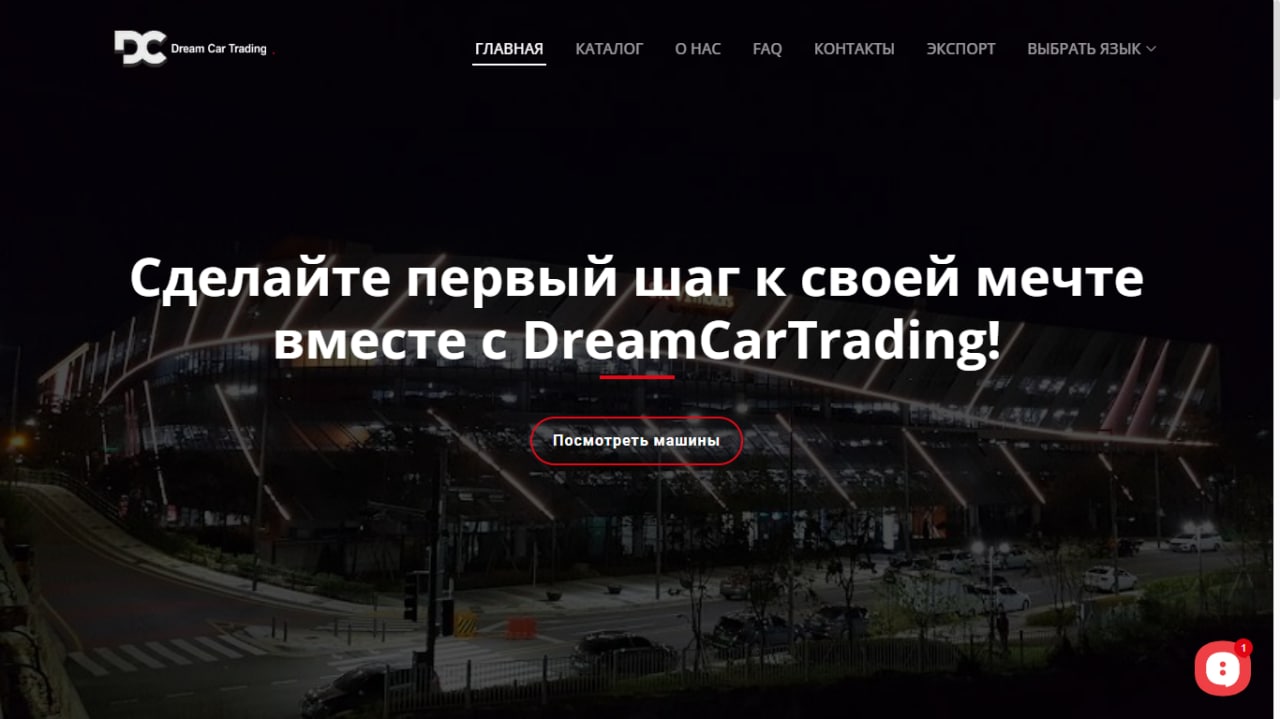 DC Dream Car Trading
ГЛАВНАЯ КАТАЛОГ О НАС FAQ КОНТАКТЫ ЭКСПОРТ ВЫБРАТЬ ЯЗЫК
Сделайте первый шаг к своей мечте
вместе с DreamCarTrading!
Посмотреть машины
1